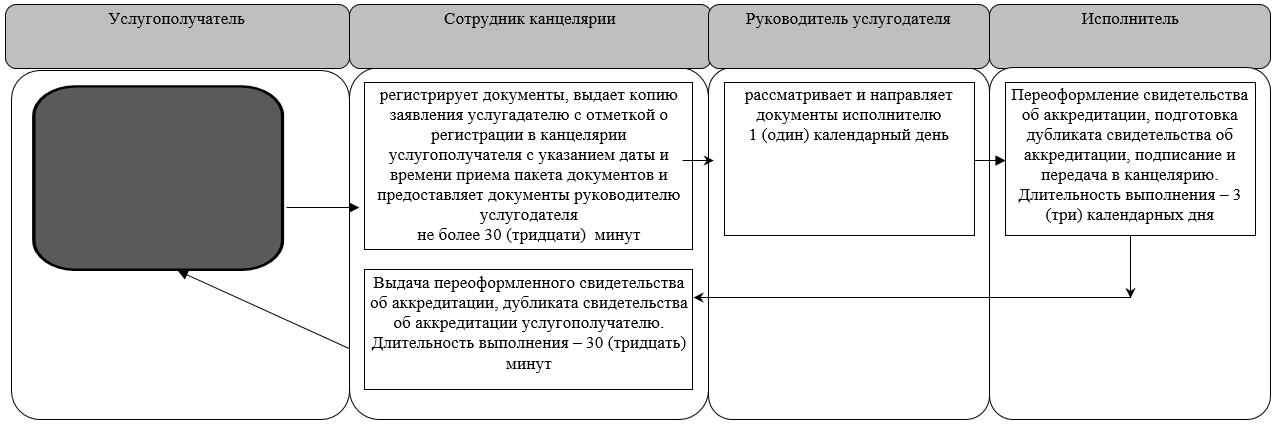 Услугополучатель
Сотрудник канцелярии
Руководитель услугодателя
Исполнитель
регистрирует документы, выдает копию
заявления услугадателю с отметкой о
регистрации в канцелярии
услугополучателя с указанием даты и
времени приема пакета документов и
предоставляет документы руководителю
услугодателя
не более 30 (тридцати) минут
рассматривает и направляет
документы исполнителю
1 (один) календарный день
Переоформление свидетельства
об аккредитации, подготовка
дубликата свидетельства об
аккредитации, подписание и
передача в канцелярию.
Длительность выполнения – 3
(три) календарных дня
Выдача переоформленного свидетельства
об аккредитации, дубликата свидетельства
об аккредитации услугополучателю.
Длительность выполнения – 30 (тридцать)
минут